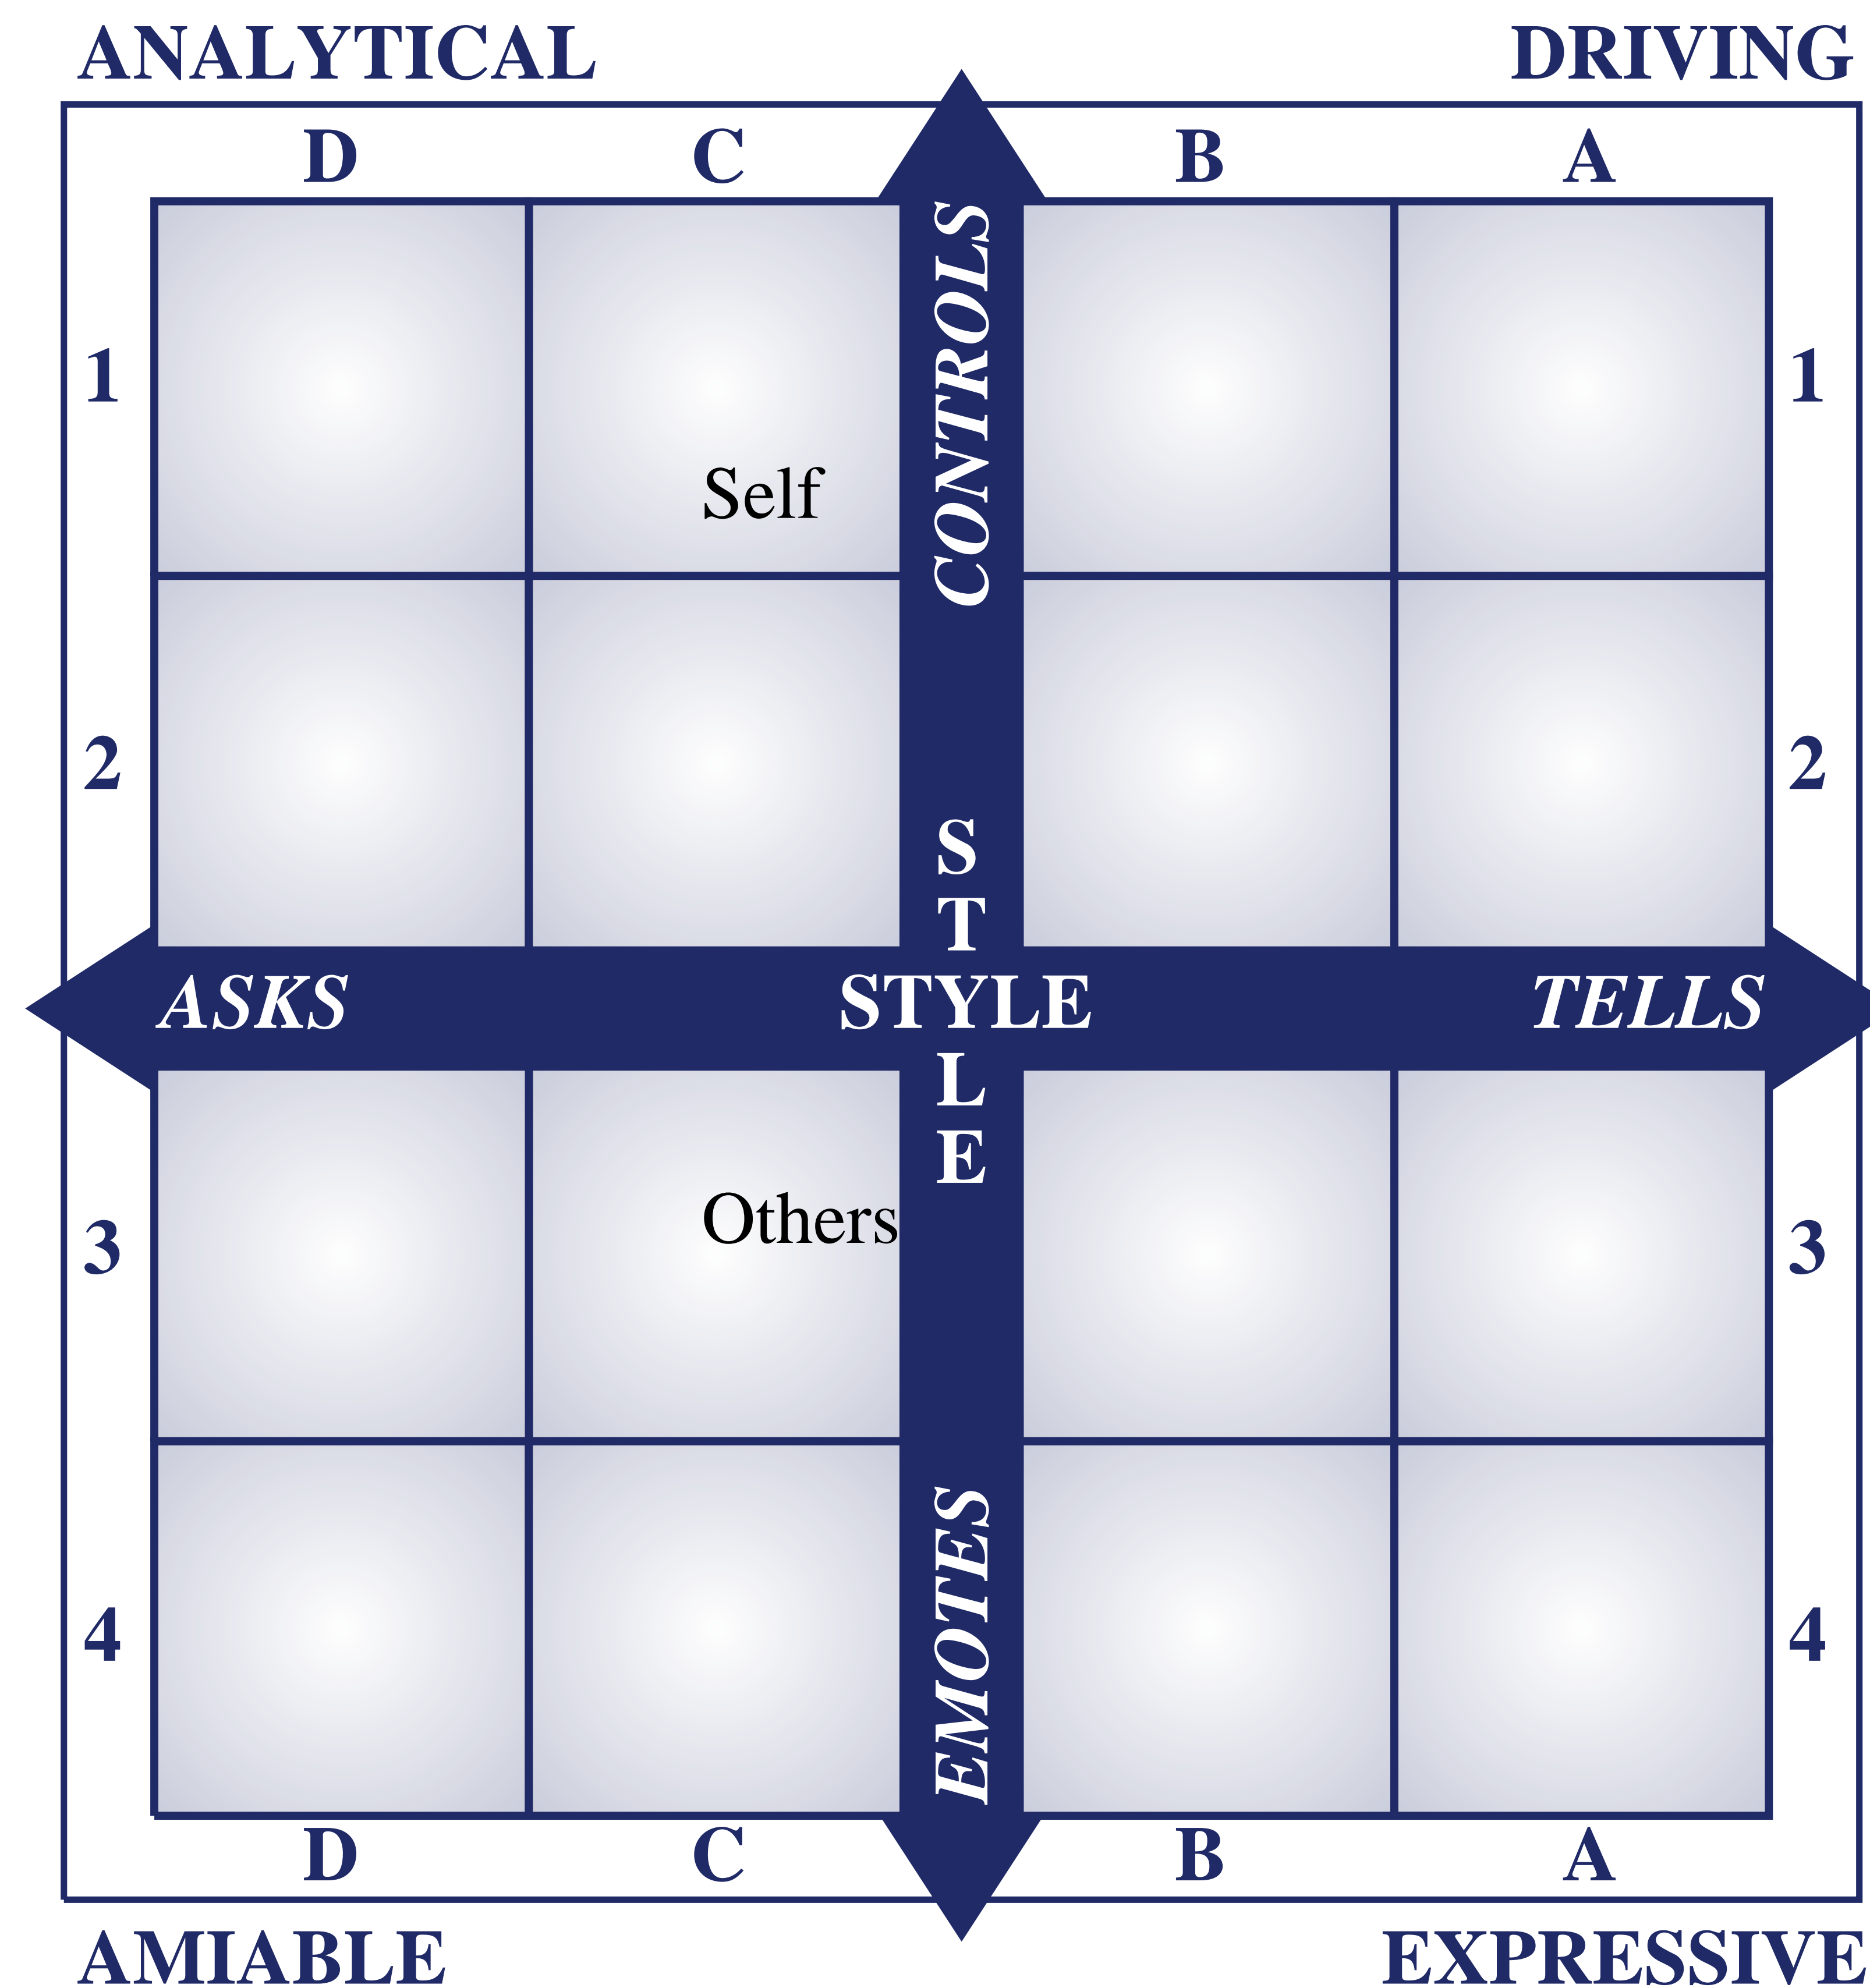 ANALYTICAL DRIVING
D C B A
CONTROLS
1 1
Self
2 2
S
T
ASKS STYLE TELLS
L
E
Others
3 3
EMOTES
4 4
D C B A
AMIABLE EXPRESSIVE